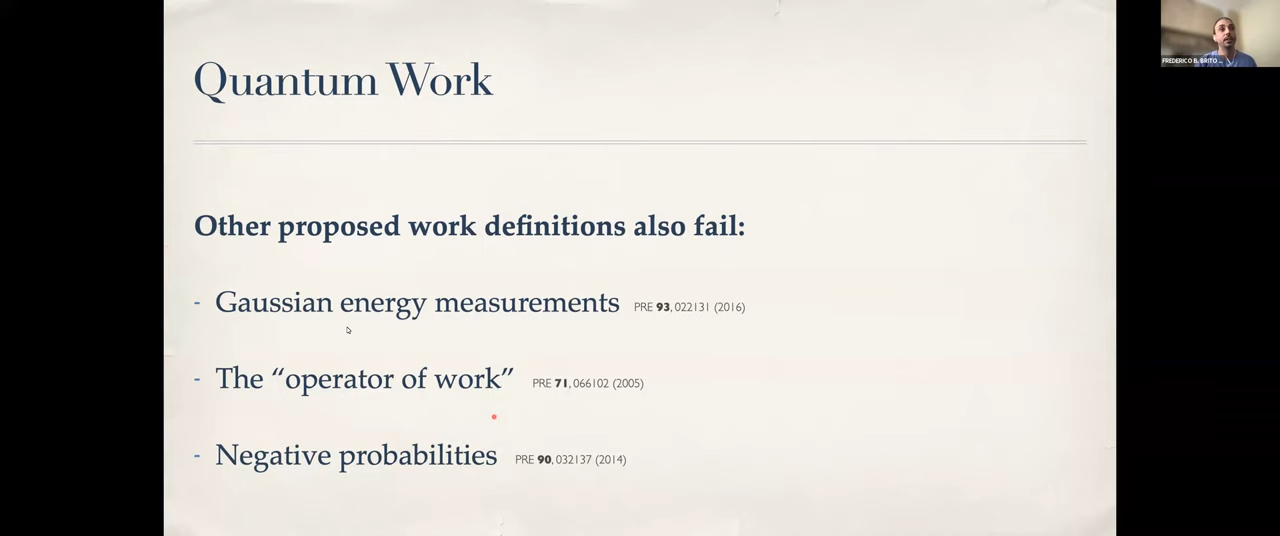 FREDERICO B. BRITO ...
Quantum Work
Other proposed work definitions also fail:
- Gaussian energy measurements PRE 93, 022131 (2016)
- The “operator of work” PRE 71, 066102 (2005)
- Negative probabilities PRE 90, 032137 (2014)